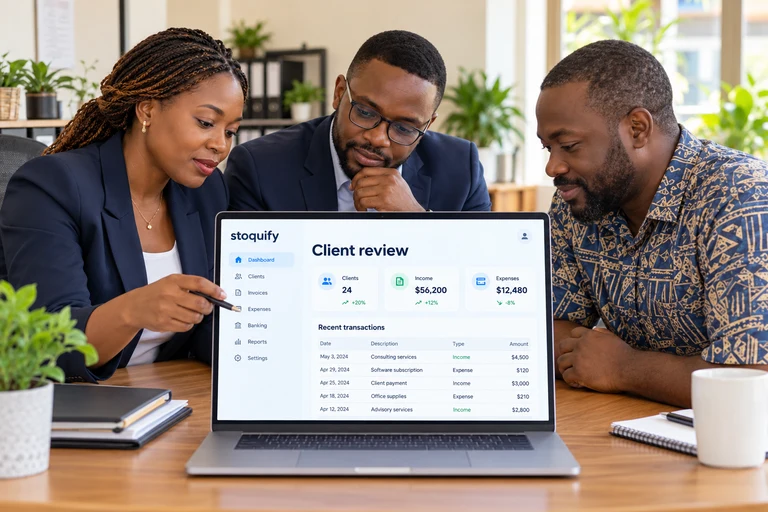 stoquify
Client review
Dashboard
Clients
Invoices
Expenses
Banking
Reports
Settings
Clients
24
+20%
Income
$56,200
+12%
Expenses
$12,480
-8%
Recent transactions
Date Description Type Amount
May 3, 2024 Consulting services Income $4,500
Apr 29, 2024 Software subscription Expense $120
Apr 25, 2024 Client payment Income $3,000
Apr 18, 2024 Office supplies Expense $210
Apr 12, 2024 Advisory services Income $2,800